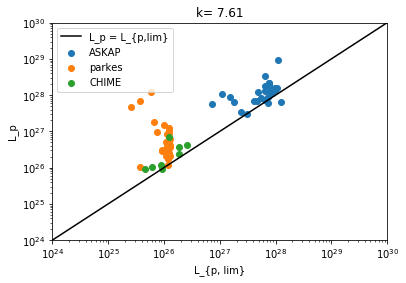 k= 7.61
L_p = L_{p,lim}
ASKAP
parkes
CHIME
L_p
10^30
10^29
10^28
10^27
10^26
10^25
10^24
10^24 10^25 10^26 10^27 10^28 10^29 10^30
L_{p, lim}